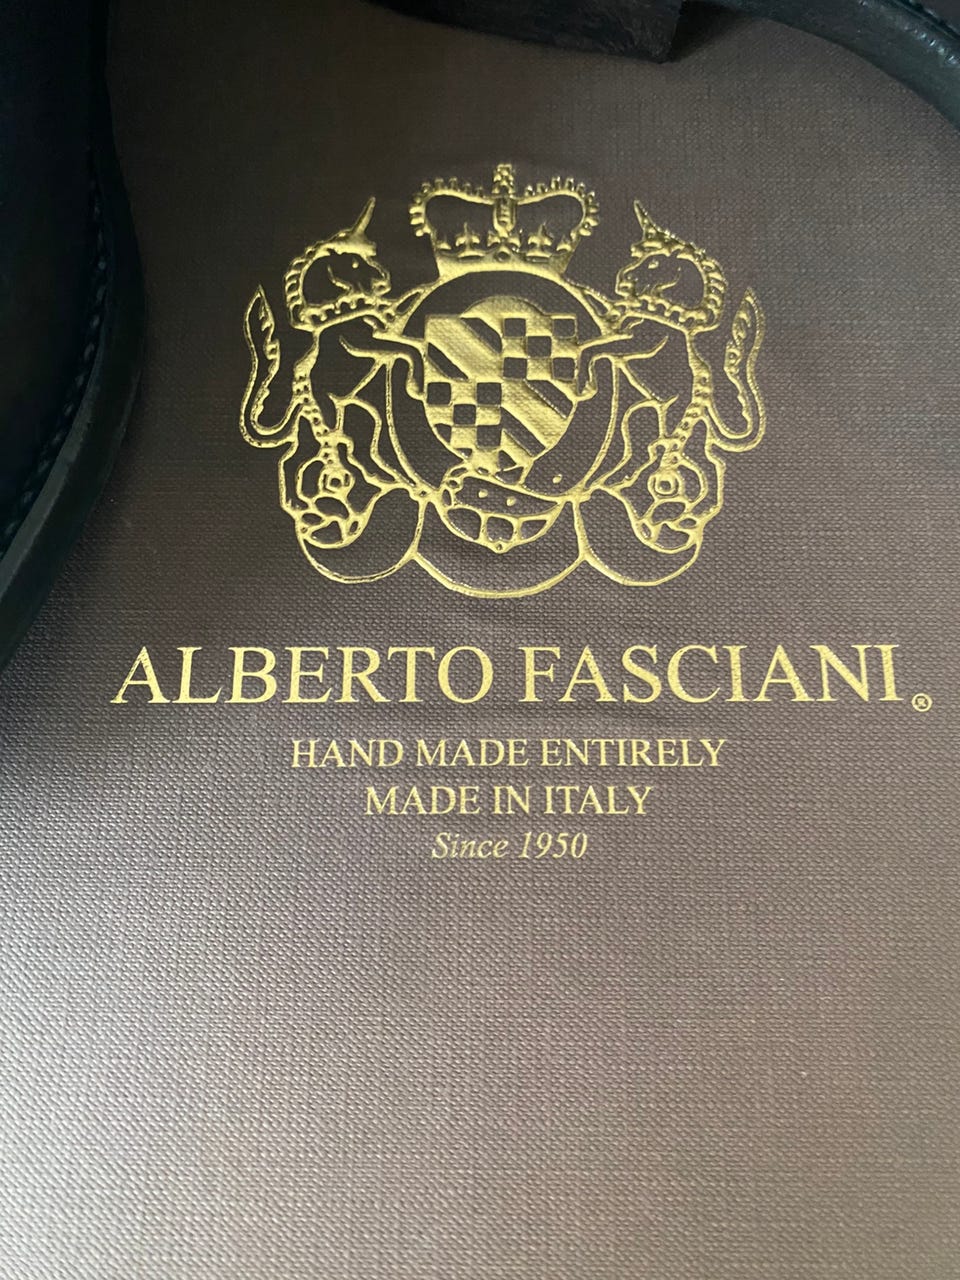 ALBERTO FASCIANI®
HAND MADE ENTIRELY
MADE IN ITALY
Since 1950